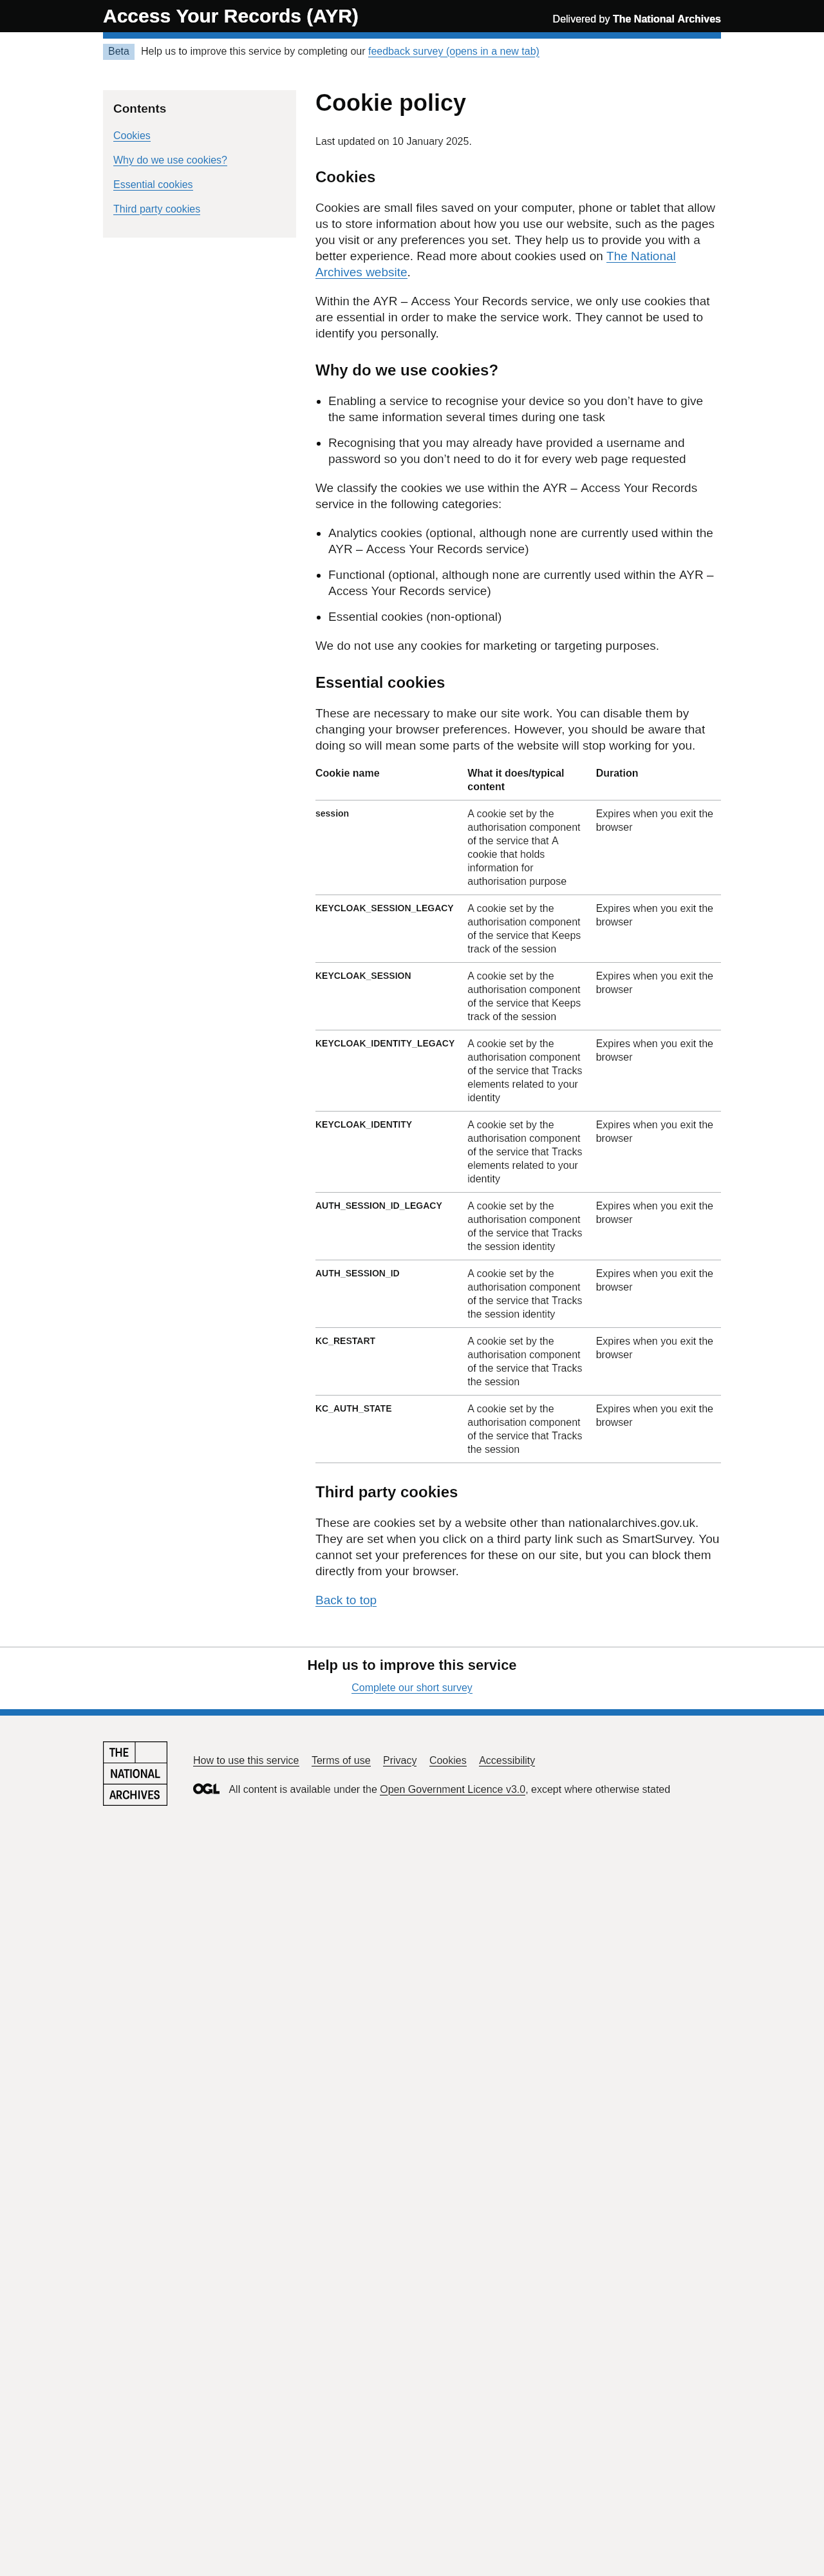 Access Your Records (AYR)
Delivered by The National Archives
Beta
Help us to improve this service by completing our feedback survey (opens in a new tab)
Contents
Cookies
Why do we use cookies?
Essential cookies
Third party cookies
Cookie policy
Last updated on 10 January 2025.
Cookies
Cookies are small files saved on your computer, phone or tablet that allow
us to store information about how you use our website, such as the pages
you visit or any preferences you set. They help us to provide you with a
better experience. Read more about cookies used on The National
Archives website.
Within the AYR – Access Your Records service, we only use cookies that
are essential in order to make the service work. They cannot be used to
identify you personally.
Why do we use cookies?
• Enabling a service to recognise your device so you don’t have to give
the same information several times during one task
• Recognising that you may already have provided a username and
password so you don’t need to do it for every web page requested
We classify the cookies we use within the AYR – Access Your Records
service in the following categories:
• Analytics cookies (optional, although none are currently used within the
AYR – Access Your Records service)
• Functional (optional, although none are currently used within the AYR –
Access Your Records service)
• Essential cookies (non-optional)
We do not use any cookies for marketing or targeting purposes.
Essential cookies
These are necessary to make our site work. You can disable them by
changing your browser preferences. However, you should be aware that
doing so will mean some parts of the website will stop working for you.
Cookie name
What it does/typical
content
Duration
session
A cookie set by the
authorisation component
of the service that A
cookie that holds
information for
authorisation purpose
Expires when you exit the
browser
KEYCLOAK_SESSION_LEGACY
A cookie set by the
authorisation component
of the service that Keeps
track of the session
Expires when you exit the
browser
KEYCLOAK_SESSION
A cookie set by the
authorisation component
of the service that Keeps
track of the session
Expires when you exit the
browser
KEYCLOAK_IDENTITY_LEGACY
A cookie set by the
authorisation component
of the service that Tracks
elements related to your
identity
Expires when you exit the
browser
KEYCLOAK_IDENTITY
A cookie set by the
authorisation component
of the service that Tracks
elements related to your
identity
Expires when you exit the
browser
AUTH_SESSION_ID_LEGACY
A cookie set by the
authorisation component
of the service that Tracks
the session identity
Expires when you exit the
browser
AUTH_SESSION_ID
A cookie set by the
authorisation component
of the service that Tracks
the session identity
Expires when you exit the
browser
KC_RESTART
A cookie set by the
authorisation component
of the service that Tracks
the session
Expires when you exit the
browser
KC_AUTH_STATE
A cookie set by the
authorisation component
of the service that Tracks
the session
Expires when you exit the
browser
Third party cookies
These are cookies set by a website other than nationalarchives.gov.uk.
They are set when you click on a third party link such as SmartSurvey. You
cannot set your preferences for these on our site, but you can block them
directly from your browser.
Back to top
Help us to improve this service
Complete our short survey
THE
NATIONAL
ARCHIVES
How to use this service
Terms of use
Privacy
Cookies
Accessibility
OGL
All content is available under the Open Government Licence v3.0, except where otherwise stated